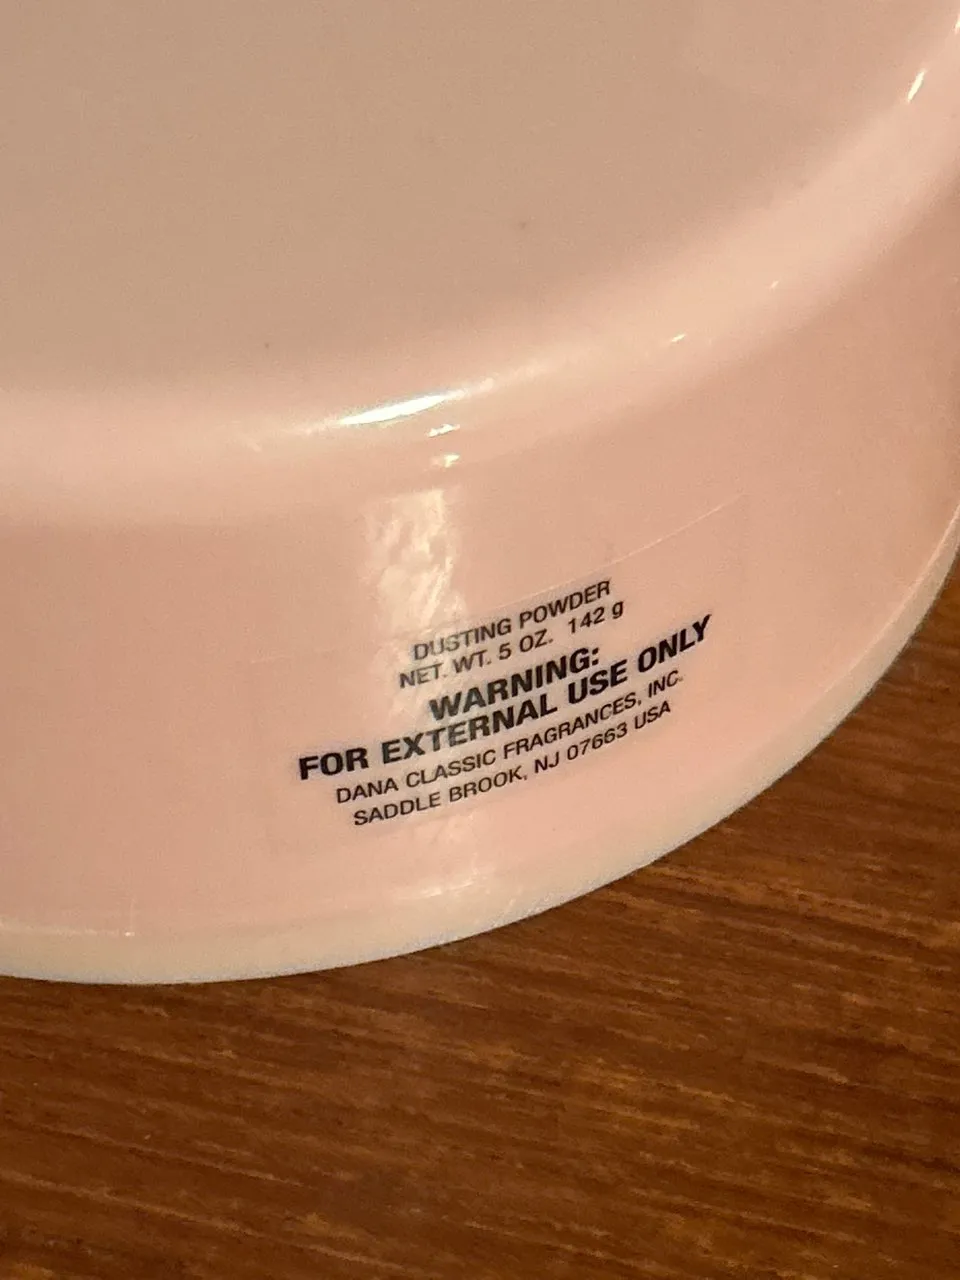 DUSTING POWDER
NET. WT. 5 OZ. 142 g
WARNING:
FOR EXTERNAL USE ONLY
DANA CLASSIC FRAGRANCES, INC.
SADDLE BROOK, NJ 07663 USA